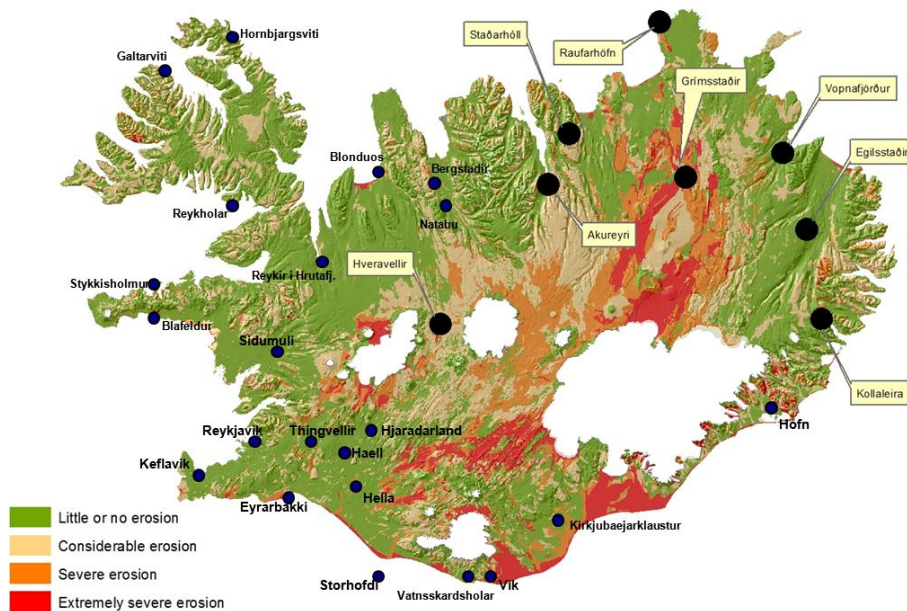 Hornbjargsviti
Galtarviti
Staðarhóll
Raufarhöfn
Grímsstaðir
Vopnafjörður
Egilsstaðir
Blonduos
Bergstadir
Reykholar
Natabu
Akureyri
Hveravellir
Reykir i Hrutafj.
Stykkisholmur
Blafeldur
Sidumuli
Kollaleira
Hofn
Reykjavik
Thingvellir
Hjaradarland
Haell
Keflavik
Hella
Eyrarbakki
Kirkjubaejarklaustur
Storhofdi
Vatnsskardsholar
Vik
Little or no erosion
Considerable erosion
Severe erosion
Extremely severe erosion